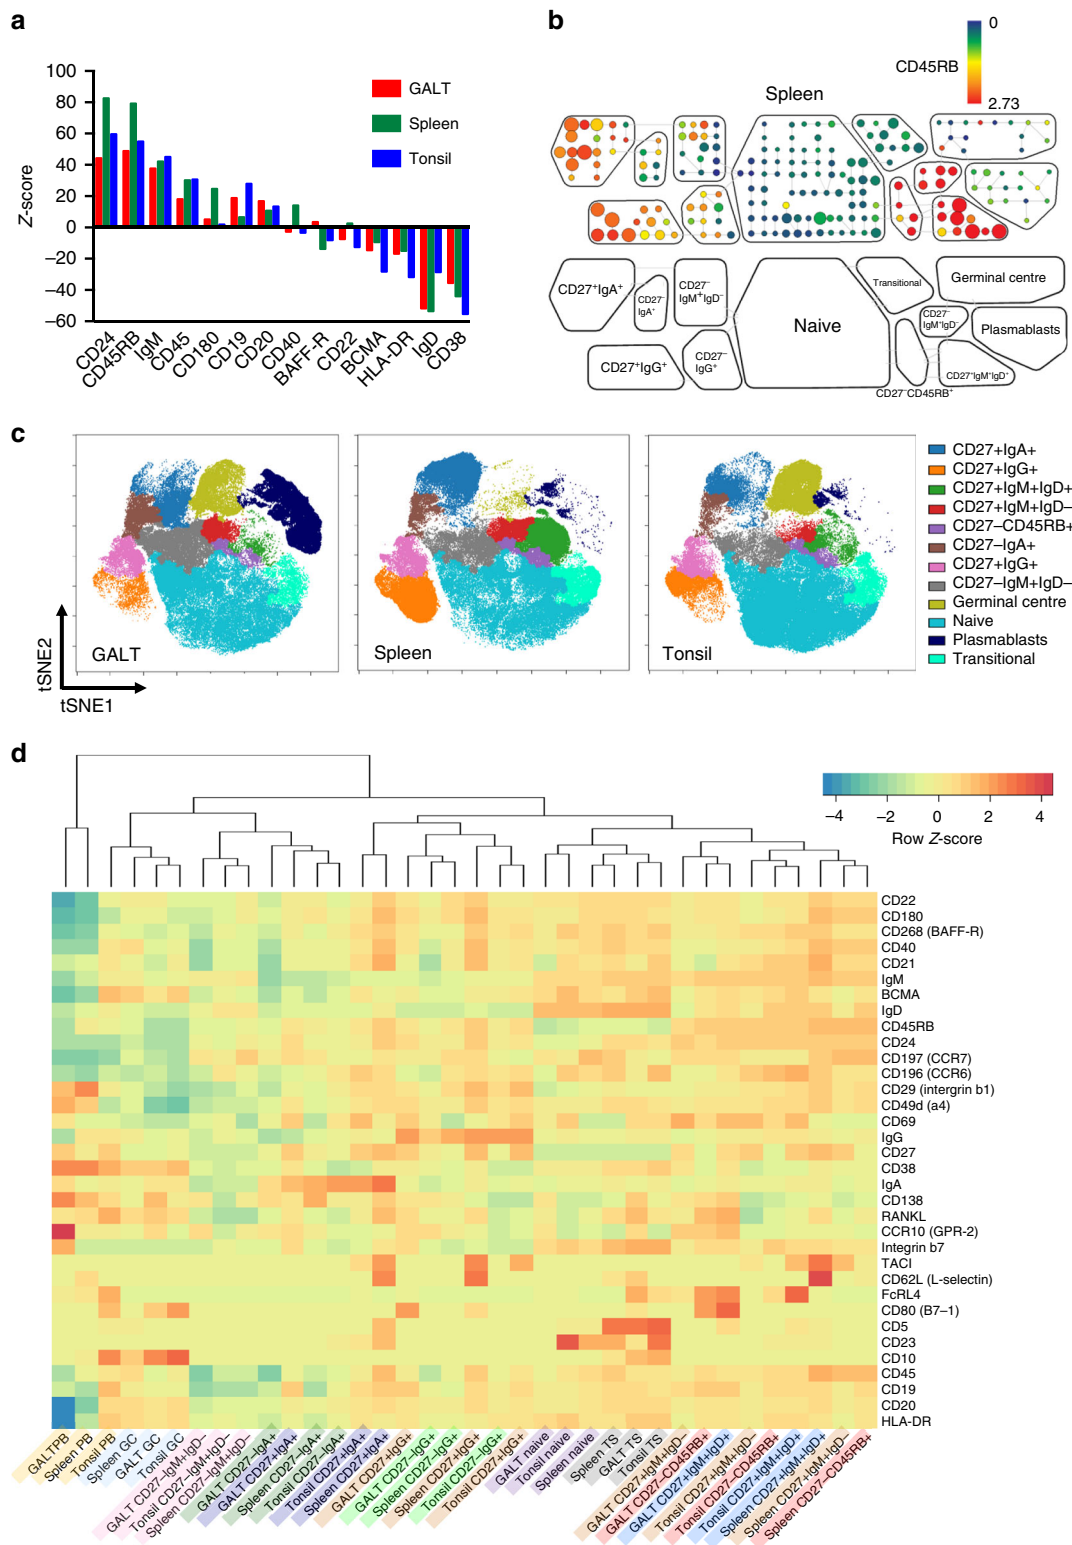 a
100
80
60
40
20
0
–20
–40
–60
Z-score
GALT
Spleen
Tonsil
CD24
CD45RB
IgM
CD45
CD180
CD19
CD20
CD40
BAFF-R
CD22
BCMA
HLA-DR
IgD
CD38
b
CD45RB
0
2.73
Spleen
CD27+IgA+
CD27–
IgA+
CD27–
IgM+IgD–
Naive
Transitional
Germinal centre
CD27–
IgM+IgD–
Plasmablasts
CD27+IgG+
CD27–
IgG+
CD27+IgM+IgD+
CD27–CD45RB+
c
GALT
Spleen
Tonsil
tSNE2
tSNE1
CD27+IgA+
CD27+IgG+
CD27+IgM+IgD+
CD27+IgM+IgD–
CD27–CD45RB+
CD27–IgA+
CD27+IgG+
CD27–IgM+IgD–
Germinal centre
Naive
Plasmablasts
Transitional
d
–4 –2 0 2 4
Row Z-score
CD22
CD180
CD268 (BAFF-R)
CD40
CD21
IgM
BCMA
IgD
CD45RB
CD24
CD197 (CCR7)
CD196 (CCR6)
CD29 (intergrin b1)
CD49d (a4)
CD69
IgG
CD27
CD38
IgA
CD138
RANKL
CCR10 (GPR-2)
Integrin b7
TACI
CD62L (L-selectin)
FcRL4
CD80 (B7–1)
CD5
CD23
CD10
CD45
CD19
CD20
HLA-DR
GALTPB
Spleen PB
Tonsil PB
Spleen GC
GALT GC
Tonsil GC
GALT CD27–IgM+IgD–
Tonsil CD27–IgM+IgD–
Spleen CD27–IgM+IgD–
GALT CD27–IgA+
GALT CD27+IgA+
Spleen CD27–IgA+
Tonsil CD27–IgA+
Tonsil CD27+IgA+
Spleen CD27+IgA+
GALT CD27+IgG+
GALT CD27–IgG+
Spleen CD27–IgG+
Spleen CD27+IgG+
Tonsil CD27–IgG+
Tonsil CD27+IgG+
GALT naive
Tonsil naive
Spleen naive
Spleen TS
GALT TS
Tonsil TS
GALT CD27+IgM+IgD–
GALT CD27–CD45RB+
GALT CD27+IgM+IgD+
Tonsil CD27+IgM+IgD–
Tonsil CD27–CD45RB+
Tonsil CD27+IgM+IgD+
Spleen CD27+IgM+IgD+
Spleen CD27+IgM+IgD–
Spleen CD27–CD45RB+